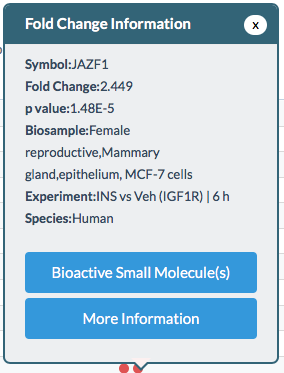 Fold Change Information
x
Symbol:JAZF1
Fold Change:2.449
p value:1.48E-5
Biosample:Female
reproductive,Mammary
gland,epithelium, MCF-7 cells
Experiment:INS vs Veh (IGF1R) | 6 h
Species:Human
Bioactive Small Molecule(s)
More Information